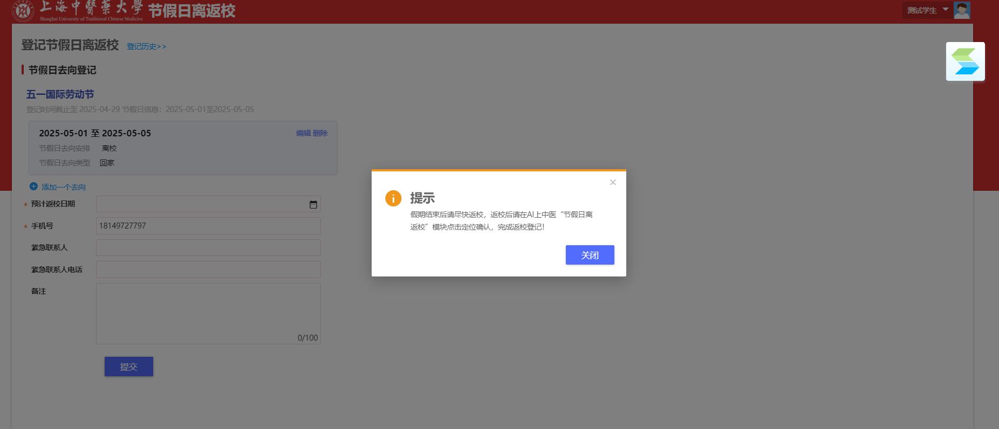 上海中醫藥大學 节假日离返校
Shanghai University of Traditional Chinese Medicine
测试学生
登记节假日离返校 登记历史>>
节假日去向登记
五一国际劳动节
登记时间截止至 2025-04-29 节假日信息：2025-05-01至2025-05-05
2025-05-01 至 2025-05-05 编辑 删除
节假日去向安排 离校
节假日去向类型 回家
添加一个去向
* 预计返校日期
* 手机号 18149727797
紧急联系人
紧急联系人电话
备注
0/100
提交
提示
假期结束后请尽快返校，返校后请在AI上中医“节假日离
返校”模块点击定位确认，完成返校登记！
关闭